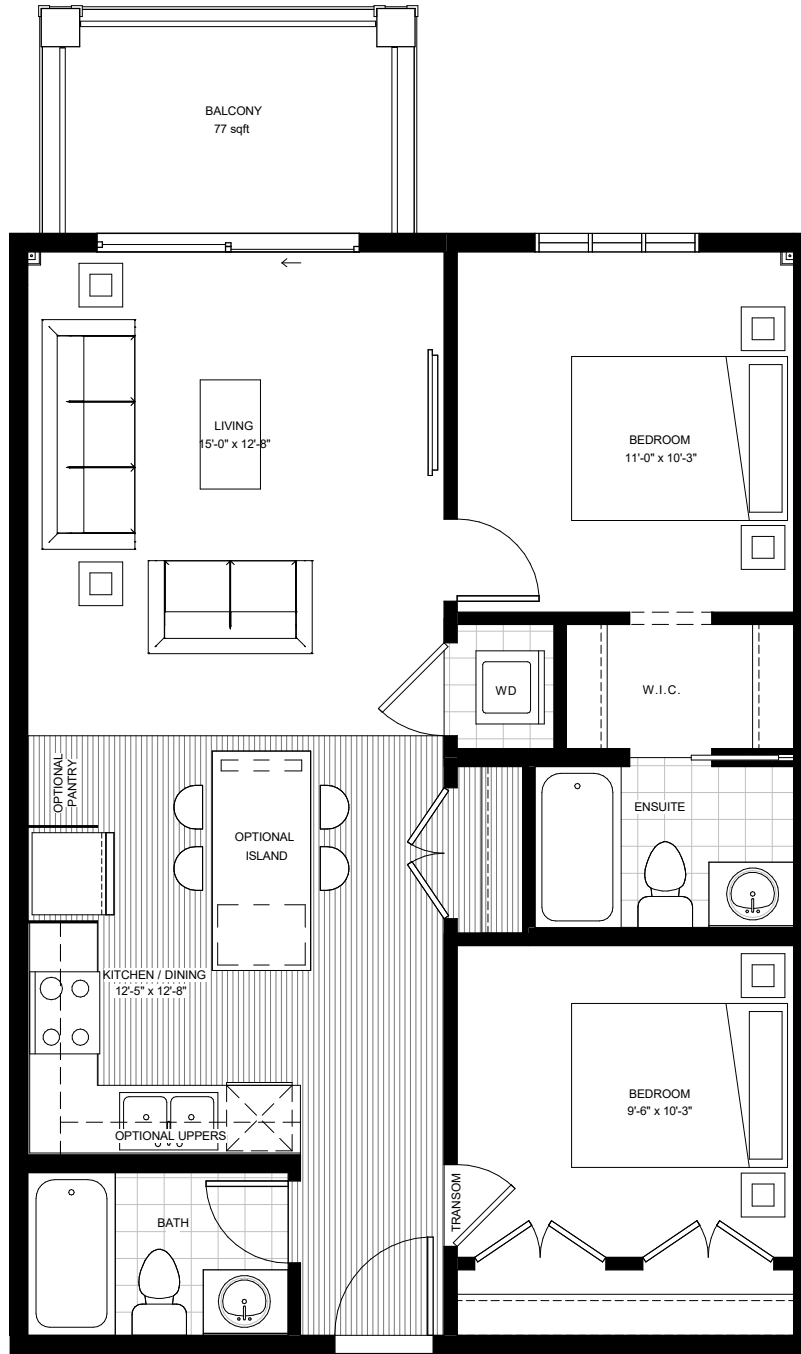 BALCONY
77 sqft
LIVING
15'-0" x 12'-8"
BEDROOM
11'-0" x 10'-3"
WD
W.I.C.
OPTIONAL
PANTRY
ENSUITE
OPTIONAL
ISLAND
KITCHEN / DINING
12'-5" x 12'-8"
BEDROOM
9'-6" x 10'-3"
OPTIONAL UPPERS
TRANSOM
BATH